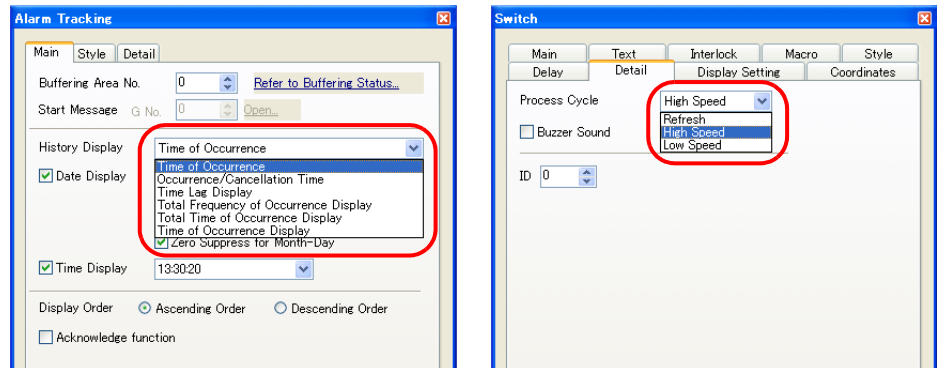 Alarm Tracking
Main Style Detail
Buffering Area No. 0 Refer to Buffering Status...
Start Message G No. 0 Open...
History Display Time of Occurrence
Time of Occurrence
Occurrence/Cancellation Time
Time Lag Display
Total Frequency of Occurrence Display
Total Time of Occurrence Display
Time of Occurrence Display
Date Display
Zero Suppress for Month-Day
Time Display 13:30:20
Display Order Ascending Order Descending Order
Acknowledge function
Switch
Main Text Interlock Macro Style
Delay Detail Display Setting Coordinates
Process Cycle High Speed
Refresh
High Speed
Low Speed
Buzzer Sound
ID 0